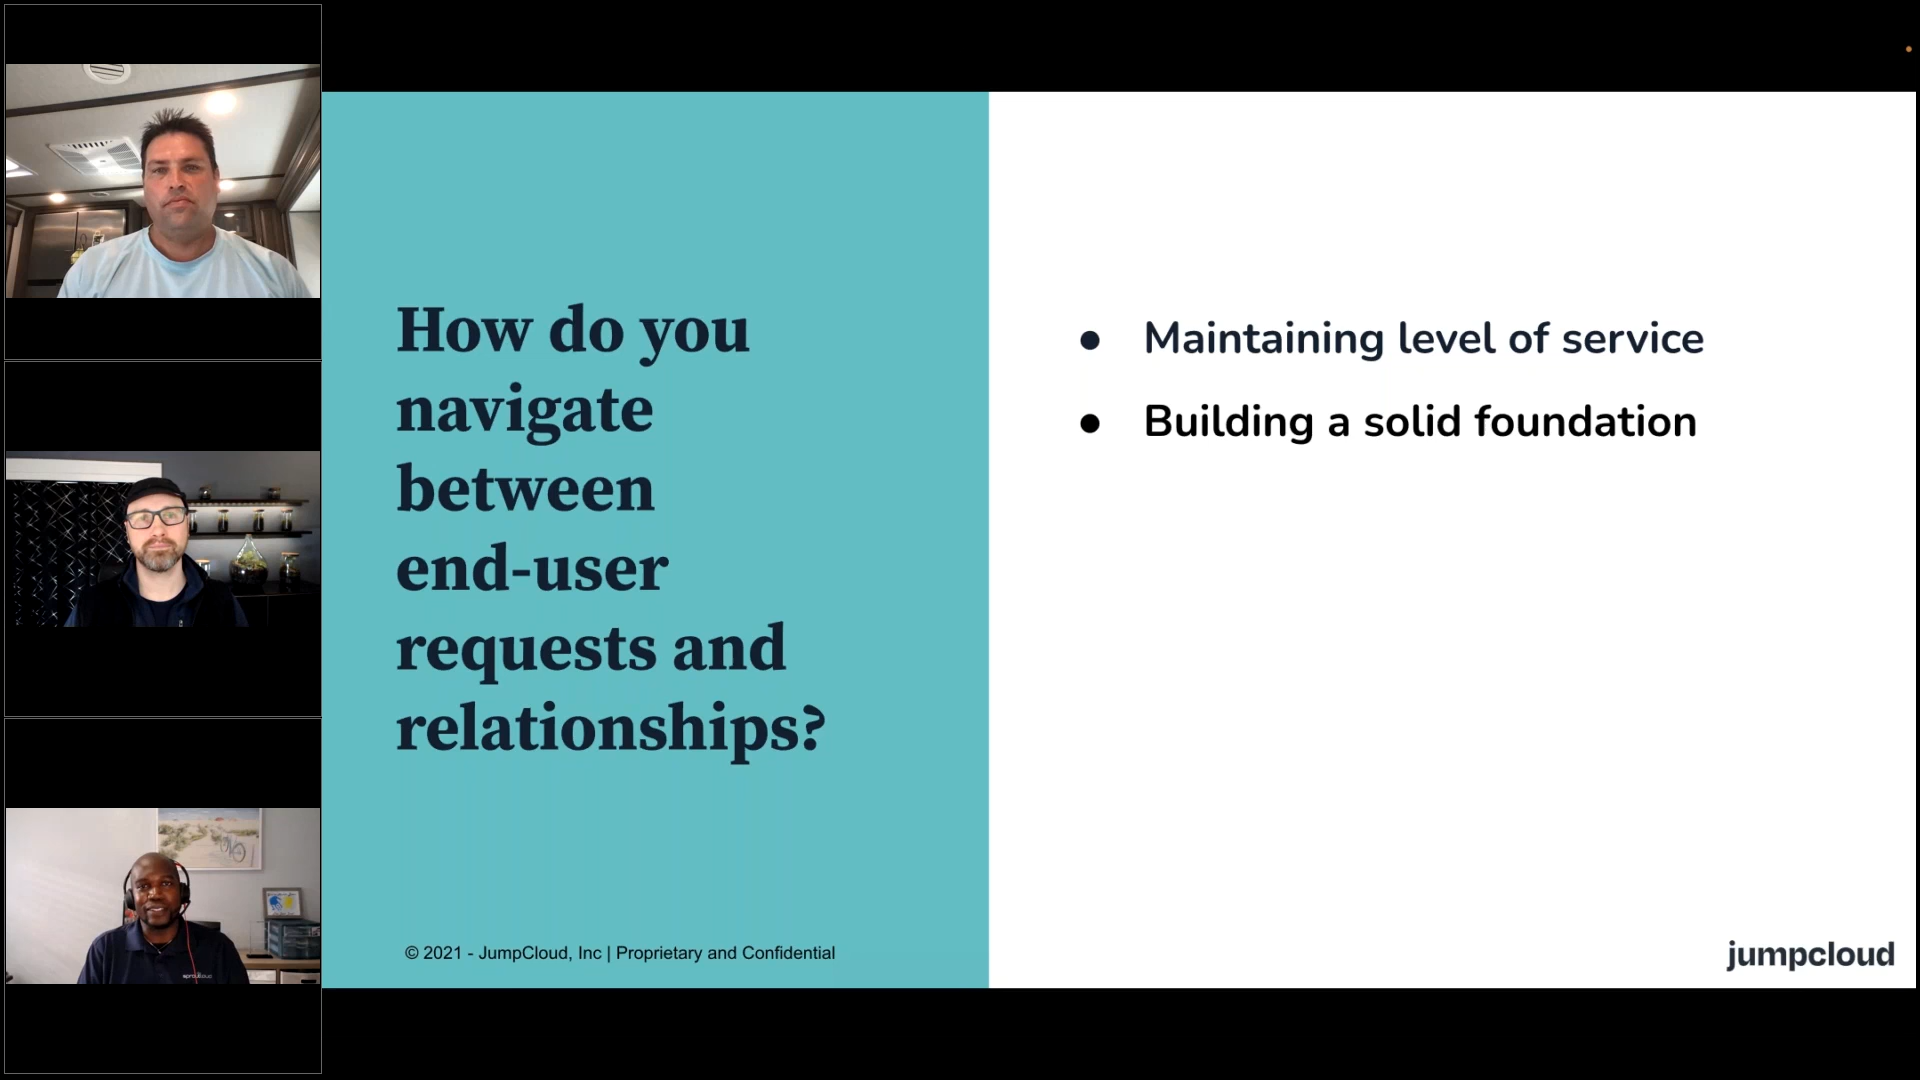 How do you
navigate
between
end-user
requests and
relationships?
● Maintaining level of service
● Building a solid foundation
© 2021 - JumpCloud, Inc | Proprietary and Confidential
jumpcloud